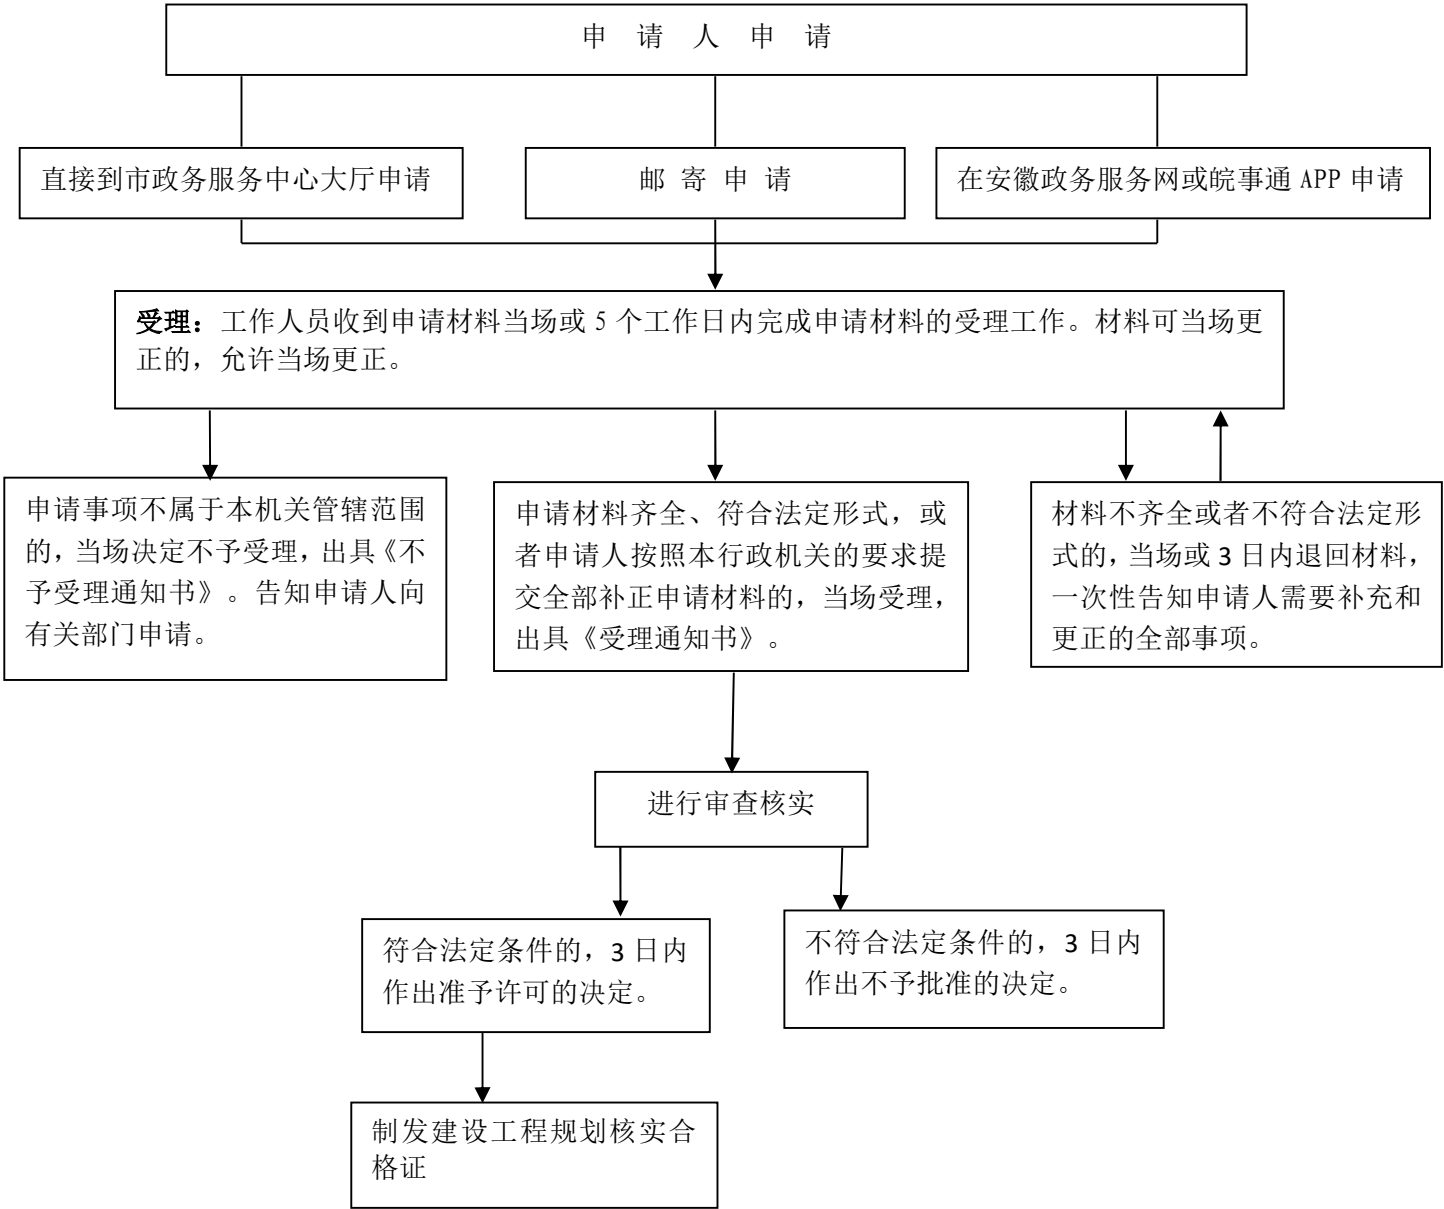 申请人申请
直接到市政务服务中心大厅申请
邮寄申请
在安徽政务服务网或皖事通 APP 申请
受理：工作人员收到申请材料当场或 5 个工作日内完成申请材料的受理工作。材料可当场更
正的，允许当场更正。
申请事项不属于本机关管辖范围
的，当场决定不予受理，出具《不
予受理通知书》。告知申请人向
有关部门申请。
申请材料齐全、符合法定形式，或
者申请人按照本行政机关的要求提
交全部补正申请材料的，当场受理，
出具《受理通知书》。
材料不齐全或者不符合法定形
式的，当场或 3 日内退回材料，
一次性告知申请人需要补充和
更正的全部事项。
进行审查核实
符合法定条件的，3 日内
作出准予许可的决定。
不符合法定条件的，3 日内
作出不予批准的决定。
制发建设工程规划核实合
格证